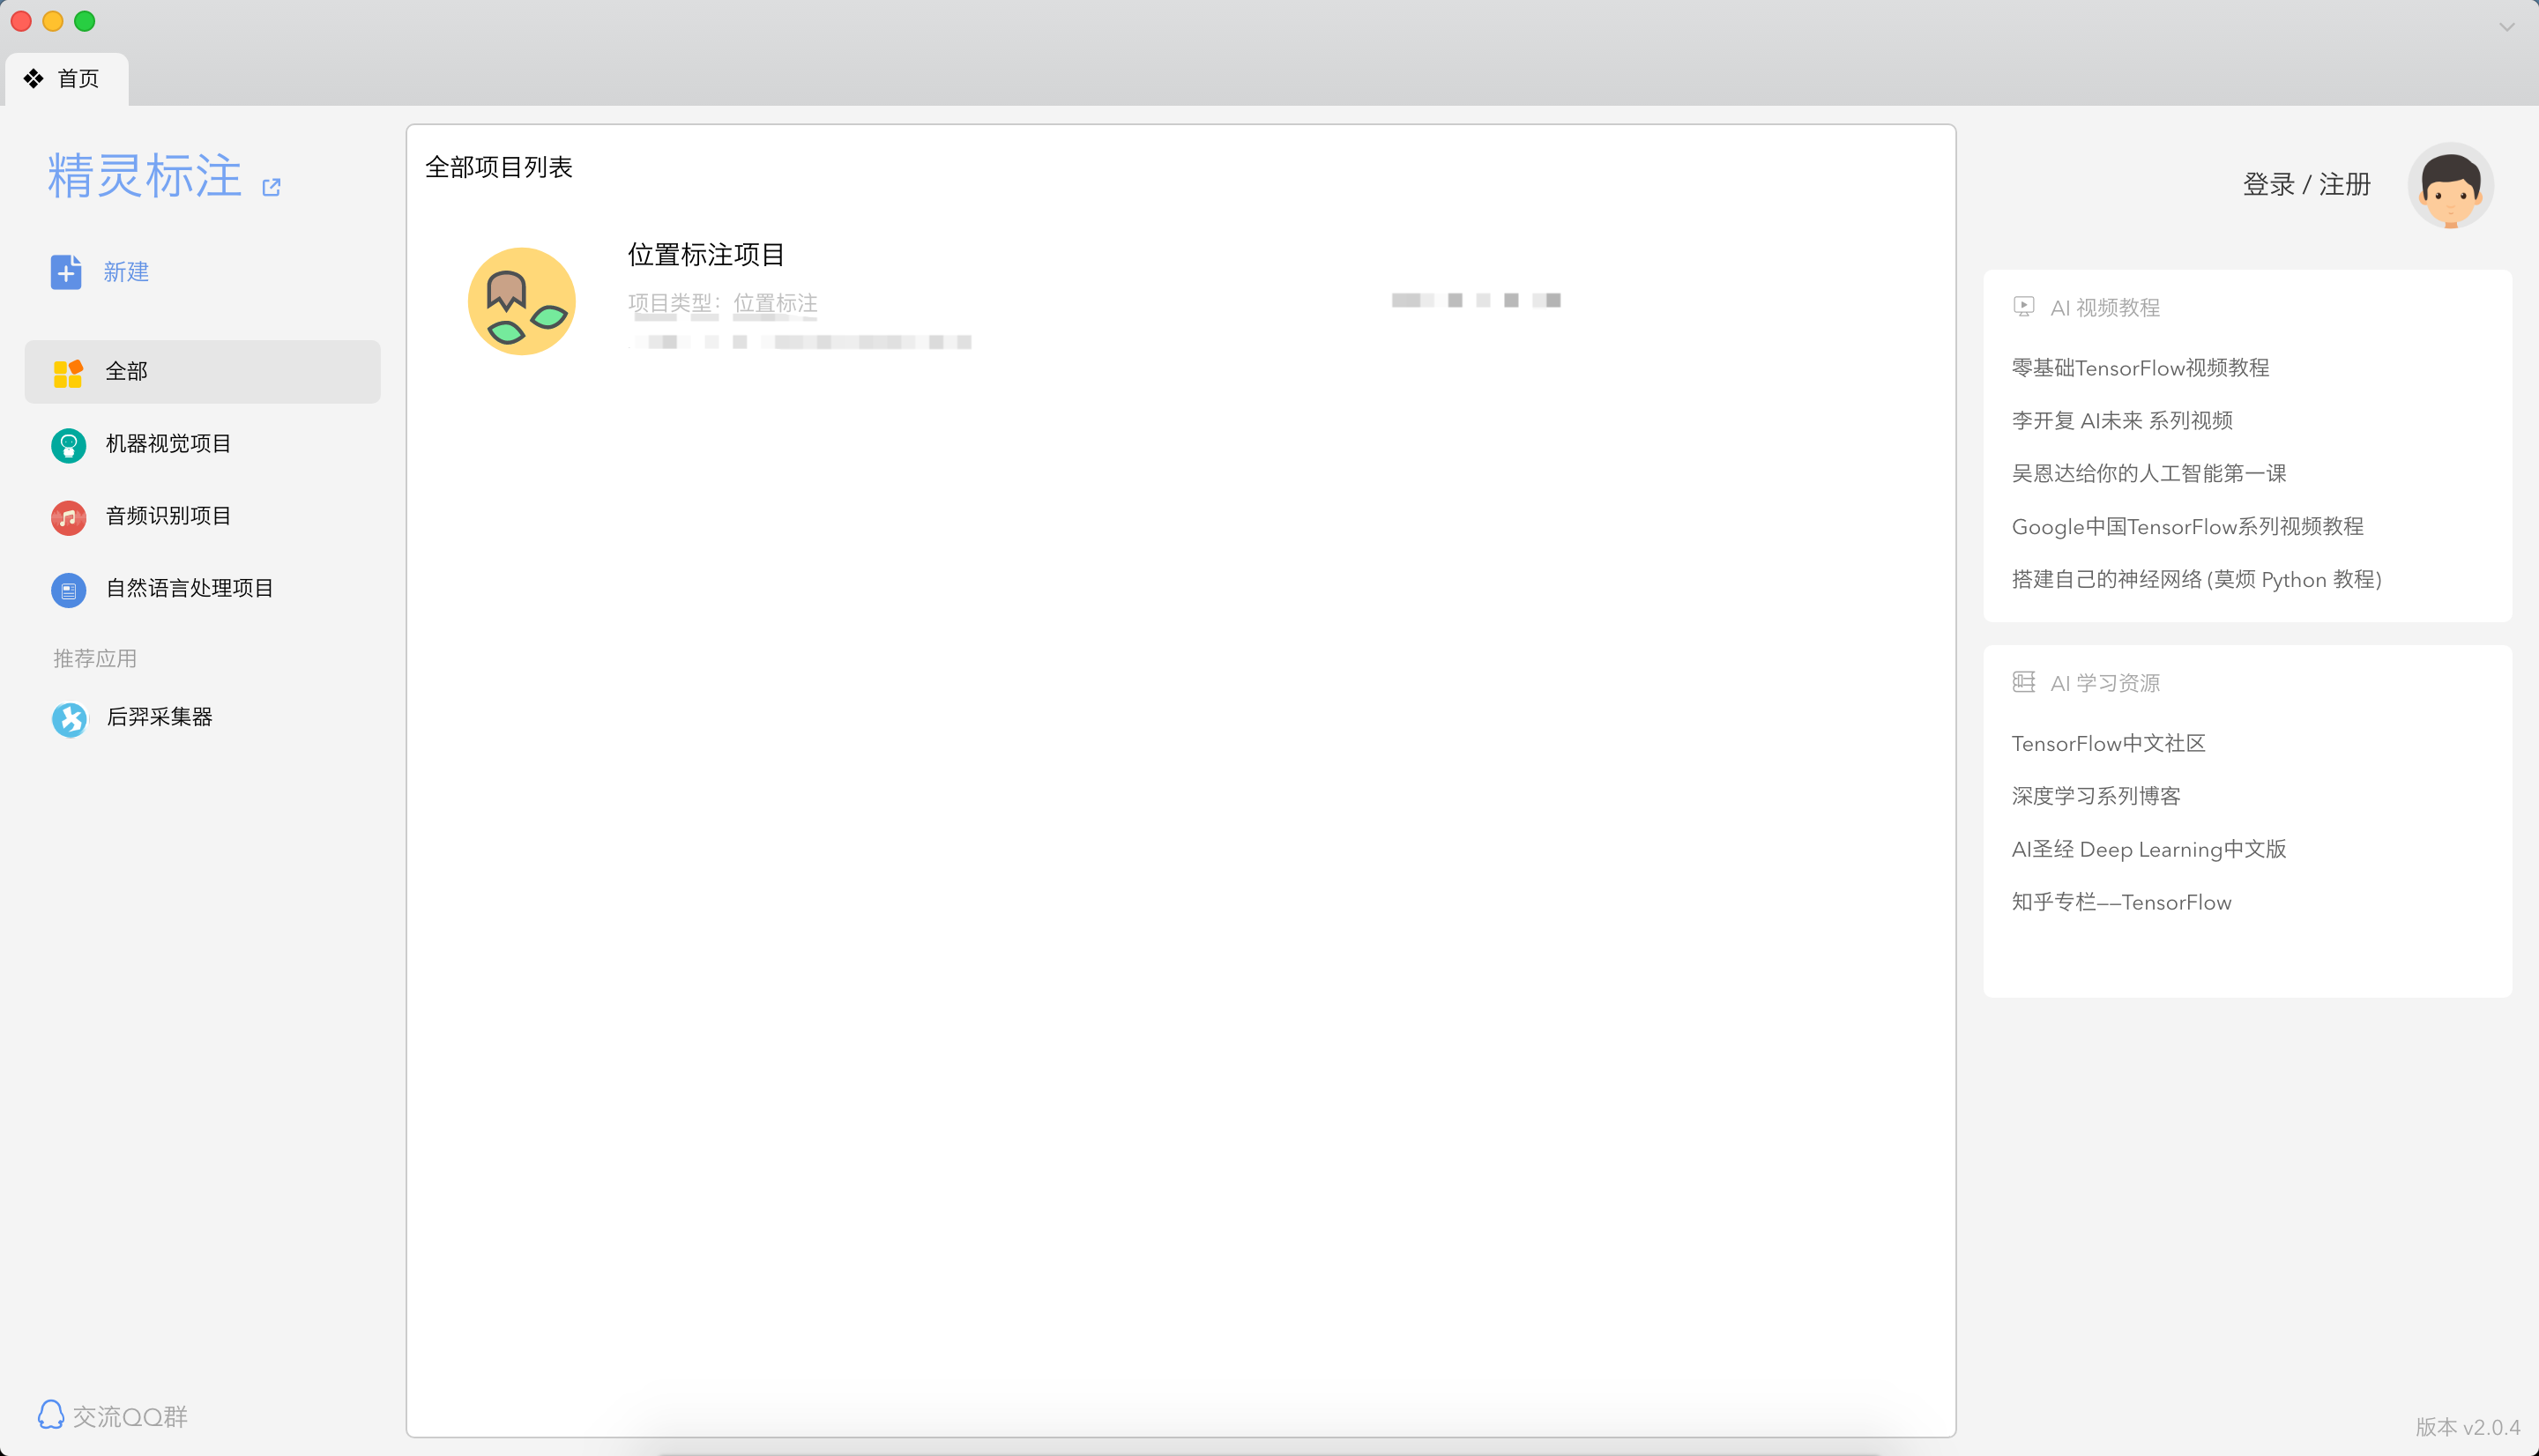 首页
精灵标注
新建
全部
机器视觉项目
音频识别项目
自然语言处理项目
推荐应用
后羿采集器
交流QQ群
全部项目列表
位置标注项目
项目类型：位置标注
登录 / 注册
AI 视频教程
零基础TensorFlow视频教程
李开复 AI未来 系列视频
吴恩达给你的人工智能第一课
Google中国TensorFlow系列视频教程
搭建自己的神经网络 (莫烦 Python 教程)
AI 学习资源
TensorFlow中文社区
深度学习系列博客
AI圣经 Deep Learning中文版
知乎专栏——TensorFlow
版本 v2.0.4